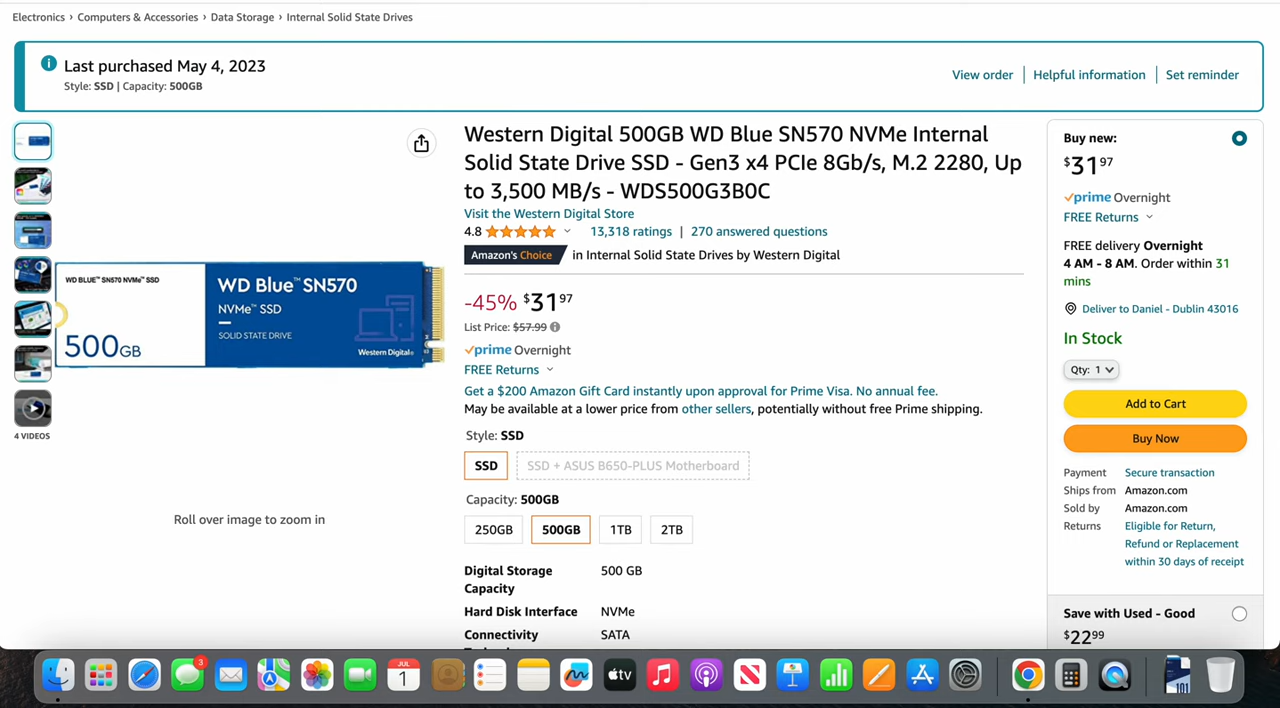 Electronics › Computers & Accessories › Data Storage › Internal Solid State Drives
Last purchased May 4, 2023
Style: SSD | Capacity: 500GB
View order | Helpful information | Set reminder
WD BLUE™ SN570 NVMe™ SSD
500GB
WD Blue™ SN570
NVMe™ SSD
SOLID STATE DRIVE
Western Digital®
4 VIDEOS
Roll over image to zoom in
Western Digital 500GB WD Blue SN570 NVMe Internal
Solid State Drive SSD - Gen3 x4 PCIe 8Gb/s, M.2 2280, Up
to 3,500 MB/s - WDS500G3B0C
Visit the Western Digital Store
4.8 13,318 ratings | 270 answered questions
Amazon's Choice in Internal Solid State Drives by Western Digital
-45% $31 97
List Price: $57.99
prime Overnight
FREE Returns
Get a $200 Amazon Gift Card instantly upon approval for Prime Visa. No annual fee.
May be available at a lower price from other sellers, potentially without free Prime shipping.
Style: SSD
SSD SSD + ASUS B650-PLUS Motherboard
Capacity: 500GB
250GB 500GB 1TB 2TB
Digital Storage 500 GB
Capacity
Hard Disk Interface NVMe
Connectivity SATA
Buy new:
$31 97
prime Overnight
FREE Returns
FREE delivery Overnight
4 AM - 8 AM. Order within 31
mins
Deliver to Daniel - Dublin 43016
In Stock
Qty: 1
Add to Cart
Buy Now
Payment Secure transaction
Ships from Amazon.com
Sold by Amazon.com
Returns Eligible for Return,
Refund or Replacement
within 30 days of receipt
Save with Used - Good
$22 99
3
JUL
1
tv
101